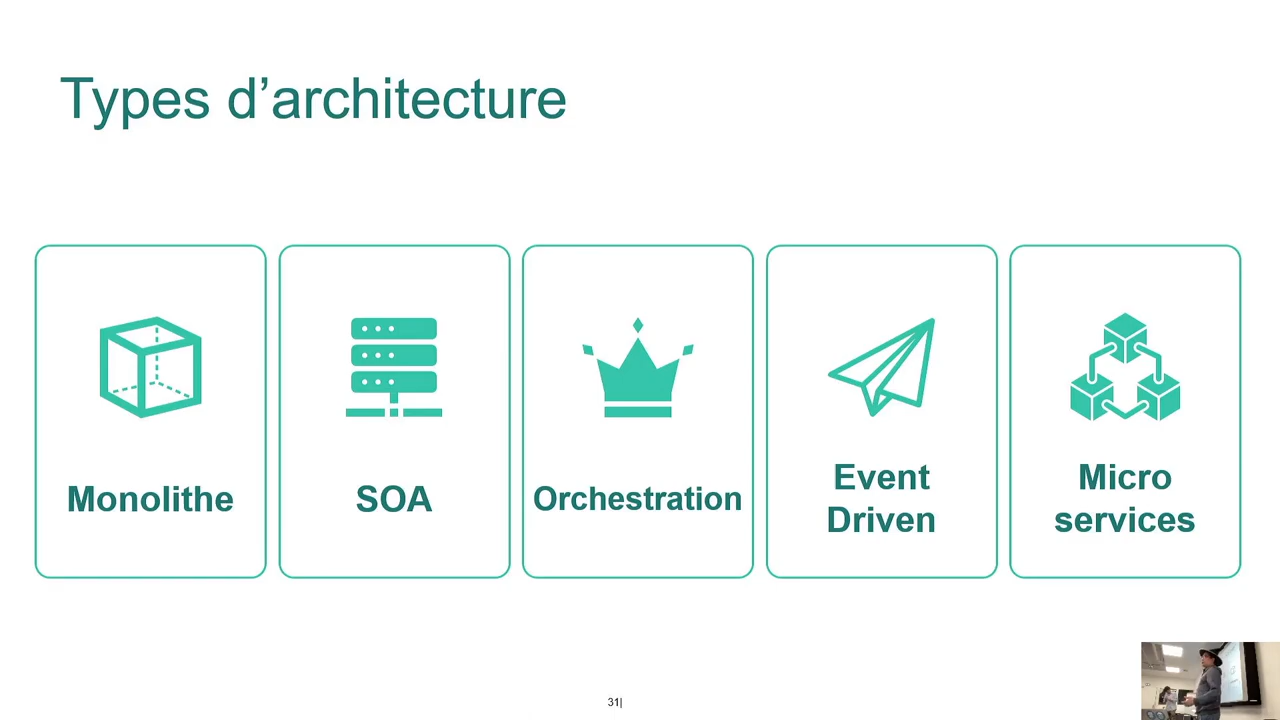 Types d’architecture
Monolithe
SOA
Orchestration
Event
Driven
Micro
services
31|